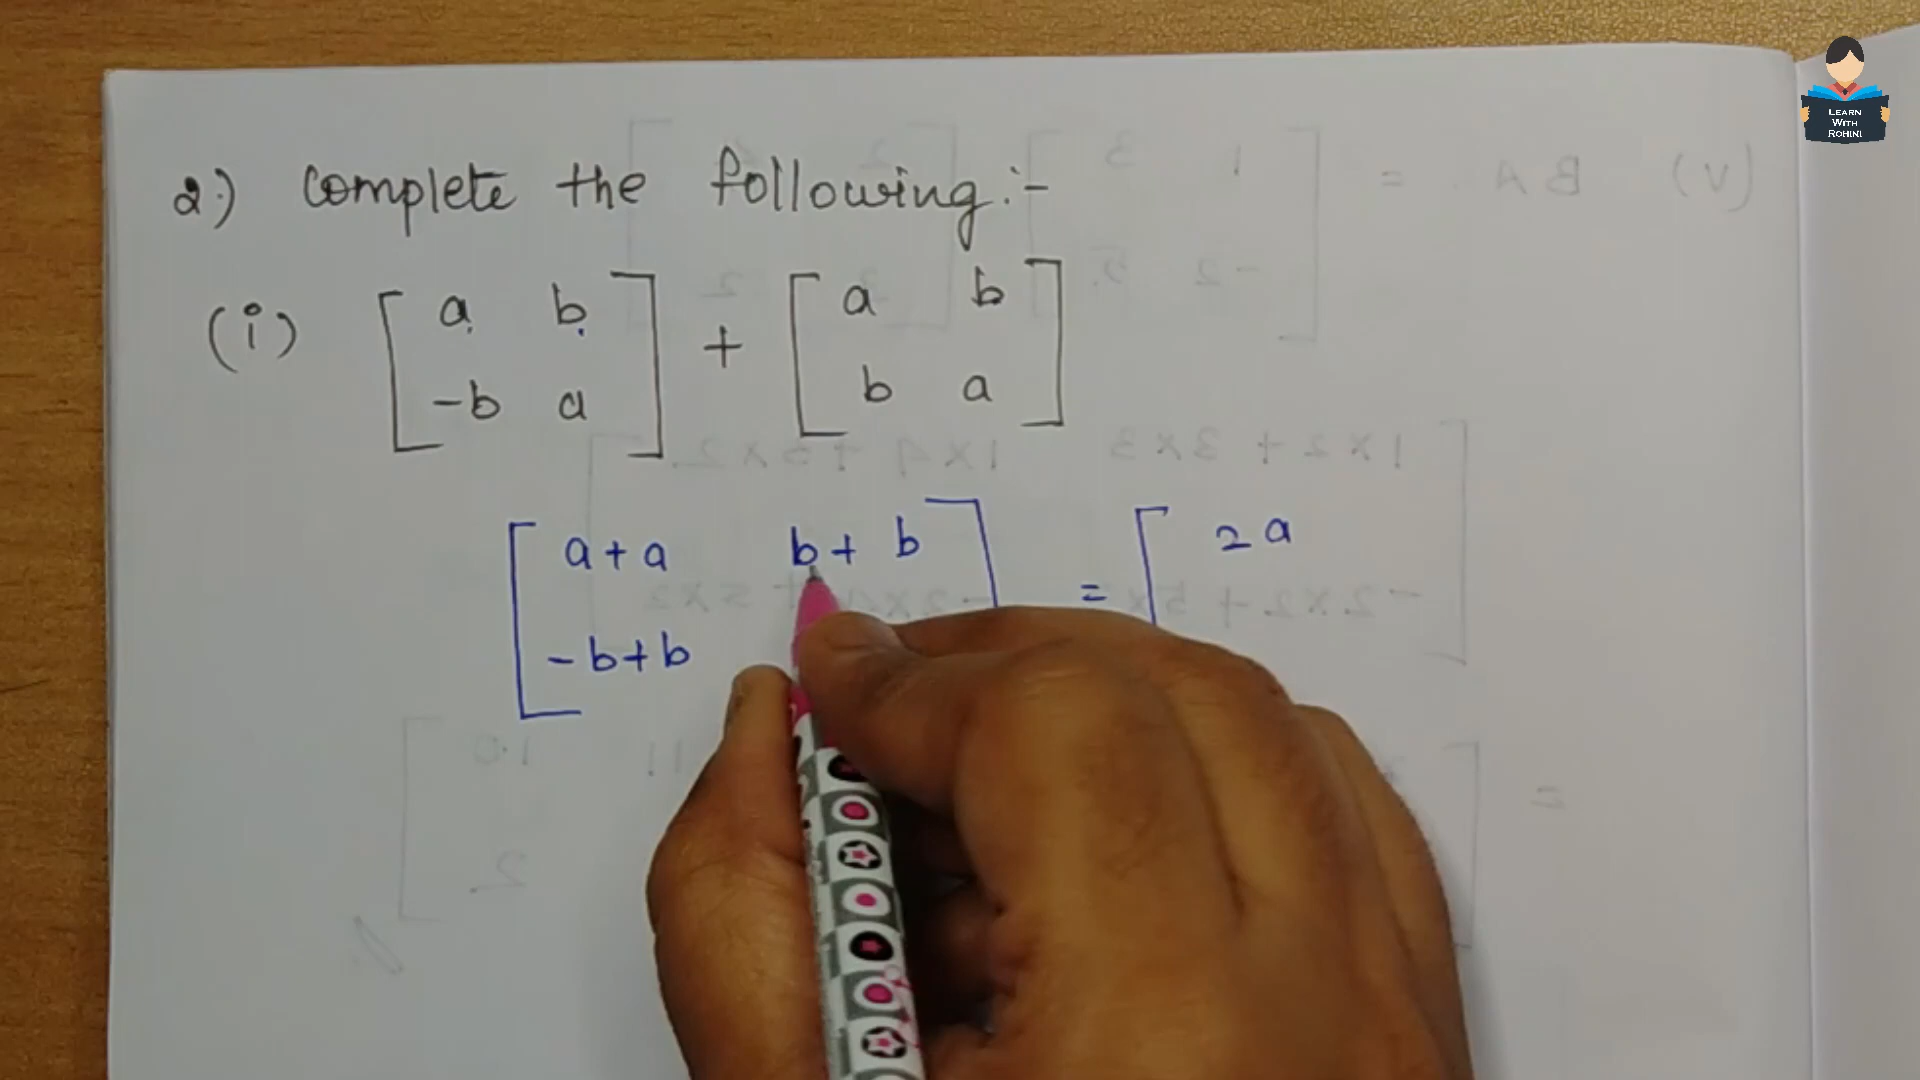 2.) Complete the following:-
(i) [ a b ] + [ a b ]
[ -b a ] [ b a ]
[ a + a b + b ] = [ 2a
[ -b + b
LEARN
WITH
ROHINI